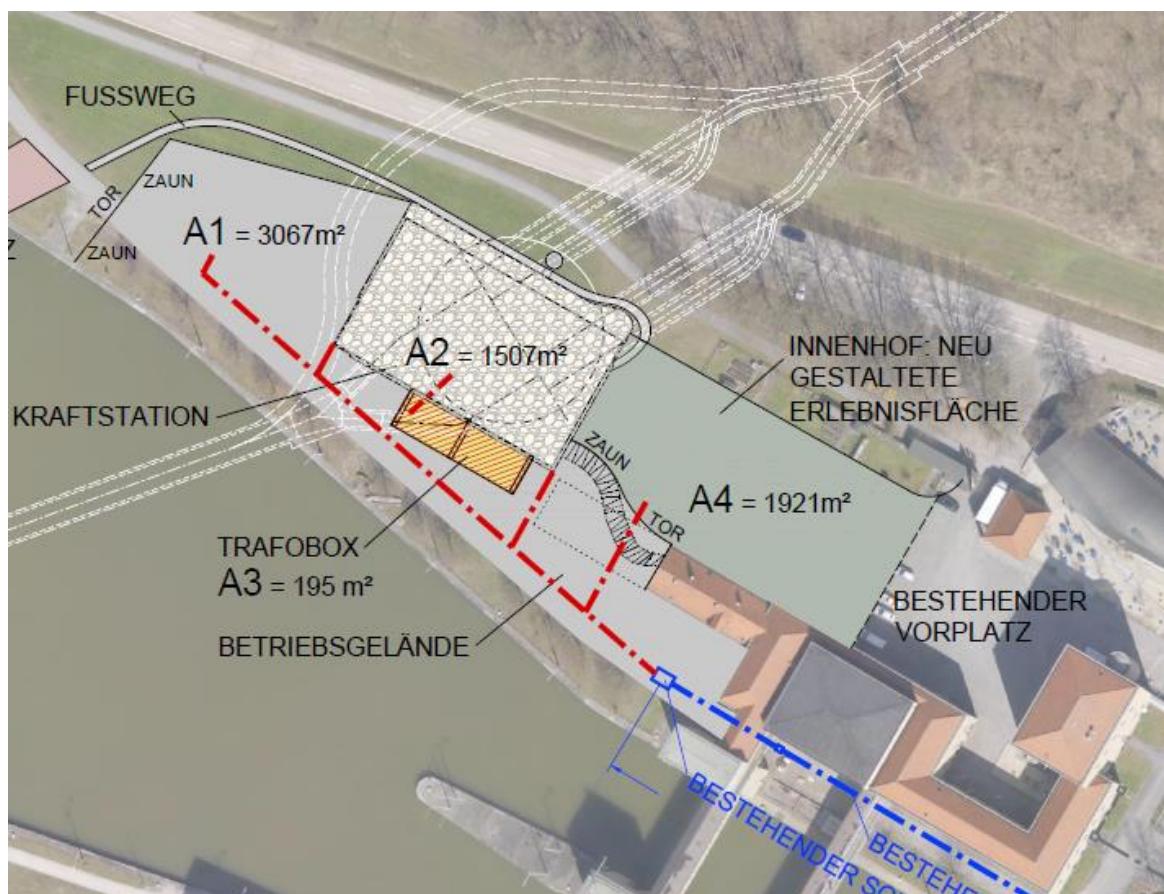 FUSSWEG
ZAUN
TOR
ZAUN
Z
A1 = 3067m²
A2 = 1507m²
KRAFTSTATION
INNENHOF: NEU
GESTALTETE
ERLEBNISFLÄCHE
ZAUN
TOR
A4 = 1921m²
TRAFOBOX
A3 = 195 m²
BETRIEBSGELÄNDE
BESTEHENDER
VORPLATZ
BESTEHENDER
BESTEHE